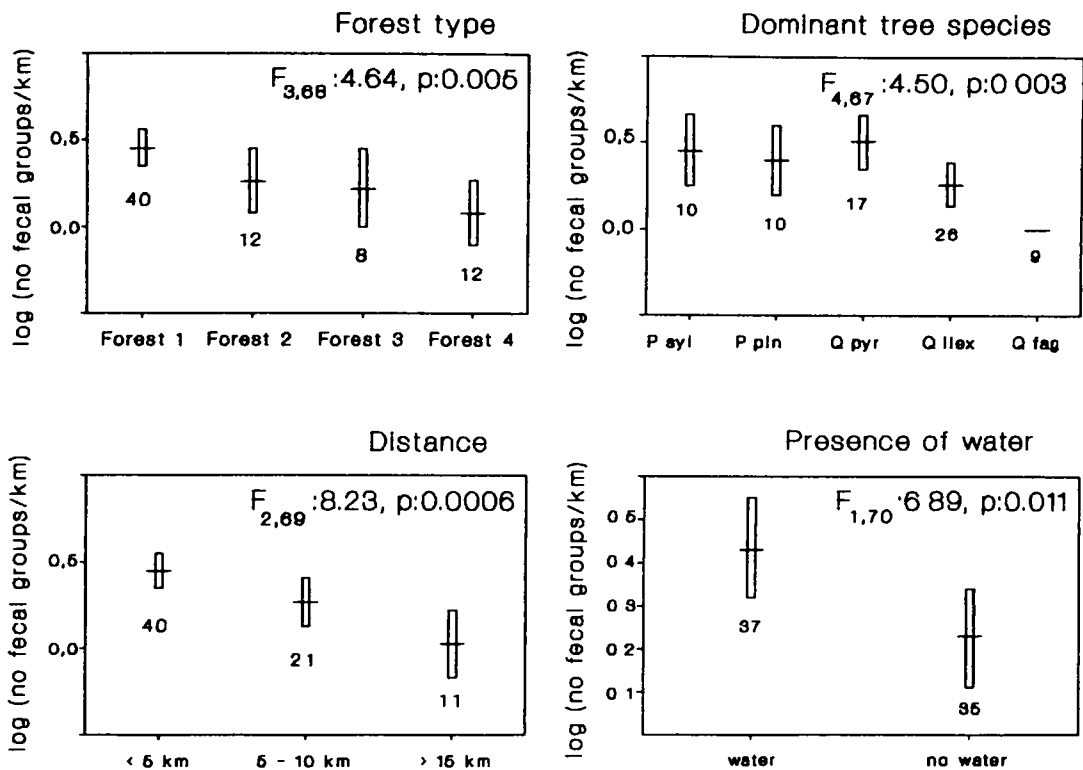 Forest type
log (no fecal groups/km)
F3,68 :4.64, p:0.005
0,5
0,0
40
12
8
12
Forest 1 Forest 2 Forest 3 Forest 4
Dominant tree species
log (no fecal groups/km)
F4,67 :4.50, p:0 003
0,5
0,0
10
10
17
26
9
P syl P pin Q pyr Q ilex Q fag
Distance
log (no fecal groups/km)
F2,69 :8.23, p:0.0006
0,5
0,0
40
21
11
< 5 km 5 - 10 km > 15 km
Presence of water
log (no fecal groups/km)
F1,70 :6 89, p:0.011
0 5
0 4
0 3
0 2
0 1
37
35
water no water